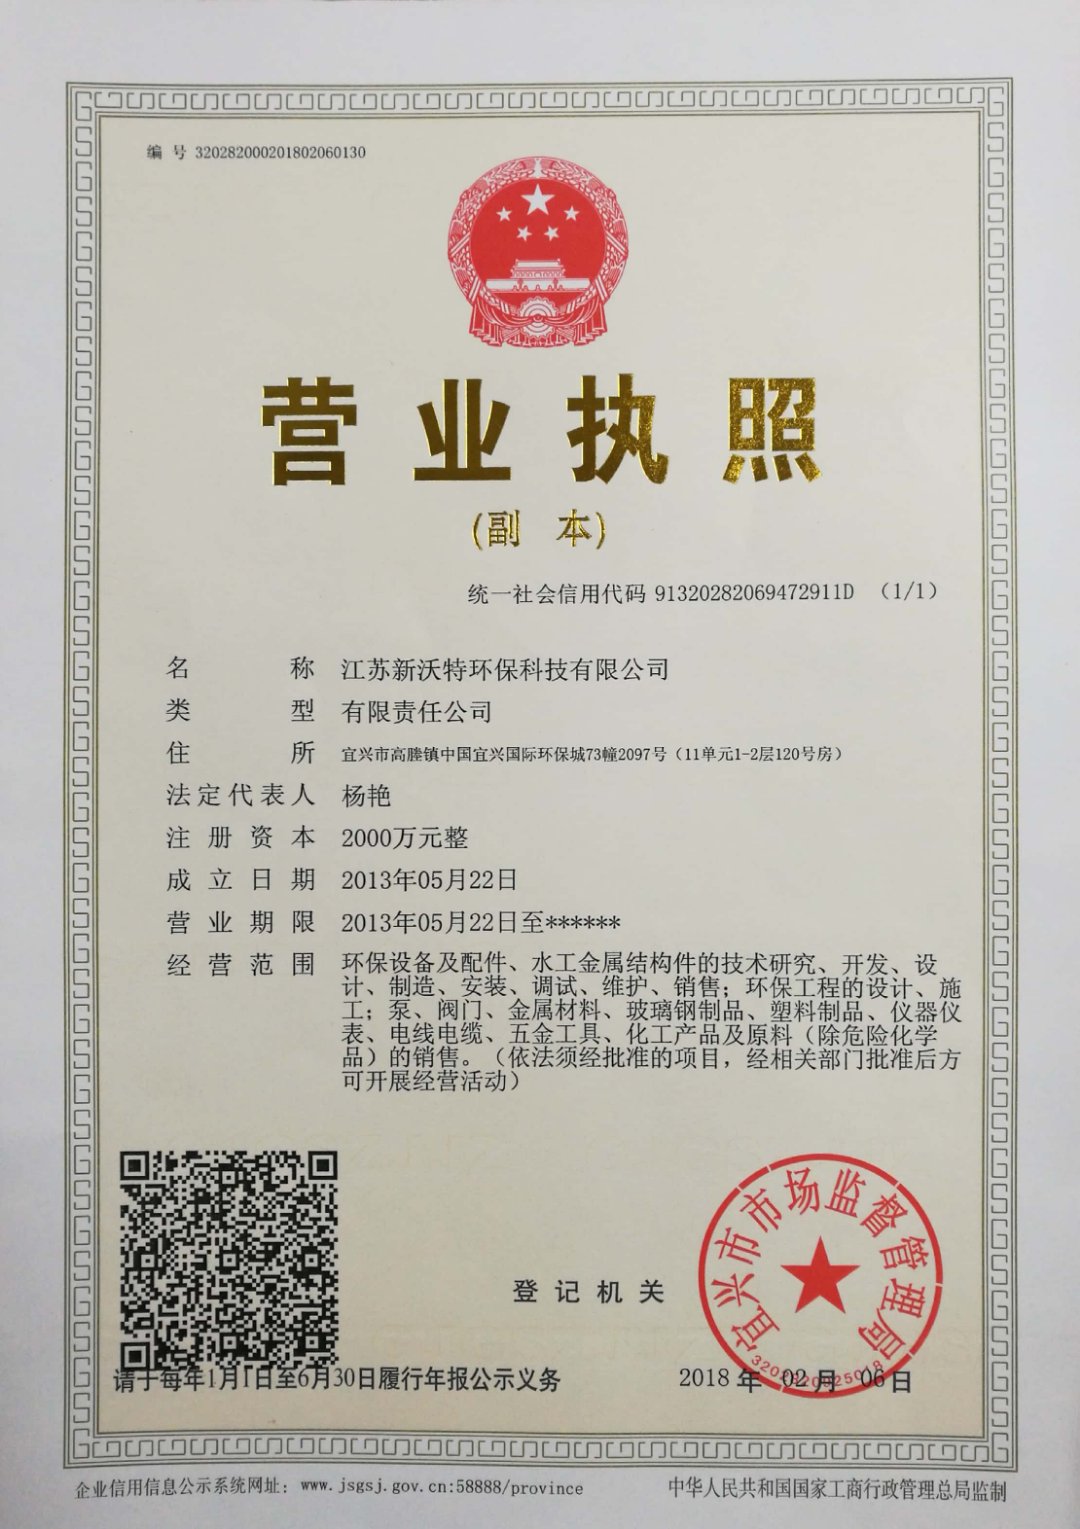 编 号 320282000201802060130
营业执照
(副 本)
统一社会信用代码 91320282069472911D （1/1）
名 称 江苏新沃特环保科技有限公司
类 型 有限责任公司
住 所 宜兴市高塍镇中国宜兴国际环保城73幢2097号（11单元1-2层120号房）
法定代表人 杨艳
注册资本 2000万元整
成立日期 2013年05月22日
营业期限 2013年05月22日至******
经营范围 环保设备及配件、水工金属结构件的技术研究、开发、设
计、制造、安装、调试、维护、销售；环保工程的设计、施
工；泵、阀门、金属材料、玻璃钢制品、塑料制品、仪器仪
表、电线电缆、五金工具、化工产品及原料（除危险化学
品）的销售。（依法须经批准的项目，经相关部门批准后方
可开展经营活动）
宜兴市市场监督管理局
登记机关
请于每年1月1日至6月30日履行年报公示义务
2018 年 02 月 06 日
企业信用信息公示系统网址：www.jsgsj.gov.cn:58888/province
中华人民共和国国家工商行政管理总局监制